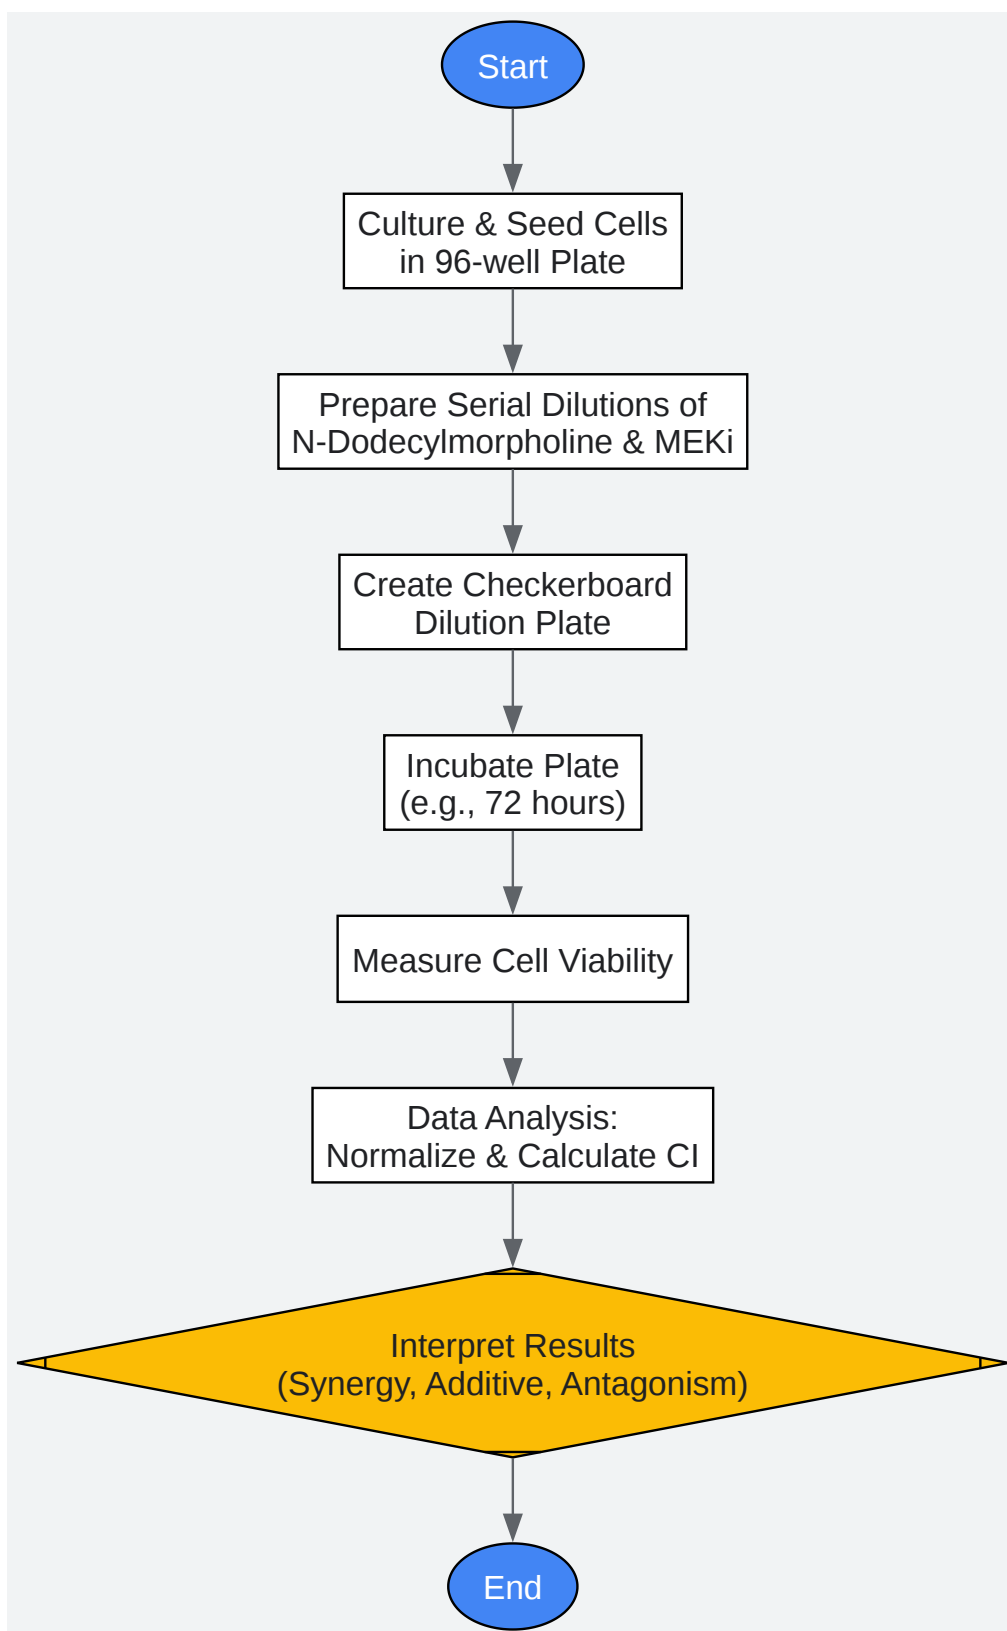 Start
Culture & Seed Cells
in 96-well Plate
Prepare Serial Dilutions of
N-Dodecylmorpholine & MEKi
Create Checkerboard
Dilution Plate
Incubate Plate
(e.g., 72 hours)
Measure Cell Viability
Data Analysis:
Normalize & Calculate CI
Interpret Results
(Synergy, Additive, Antagonism)
End